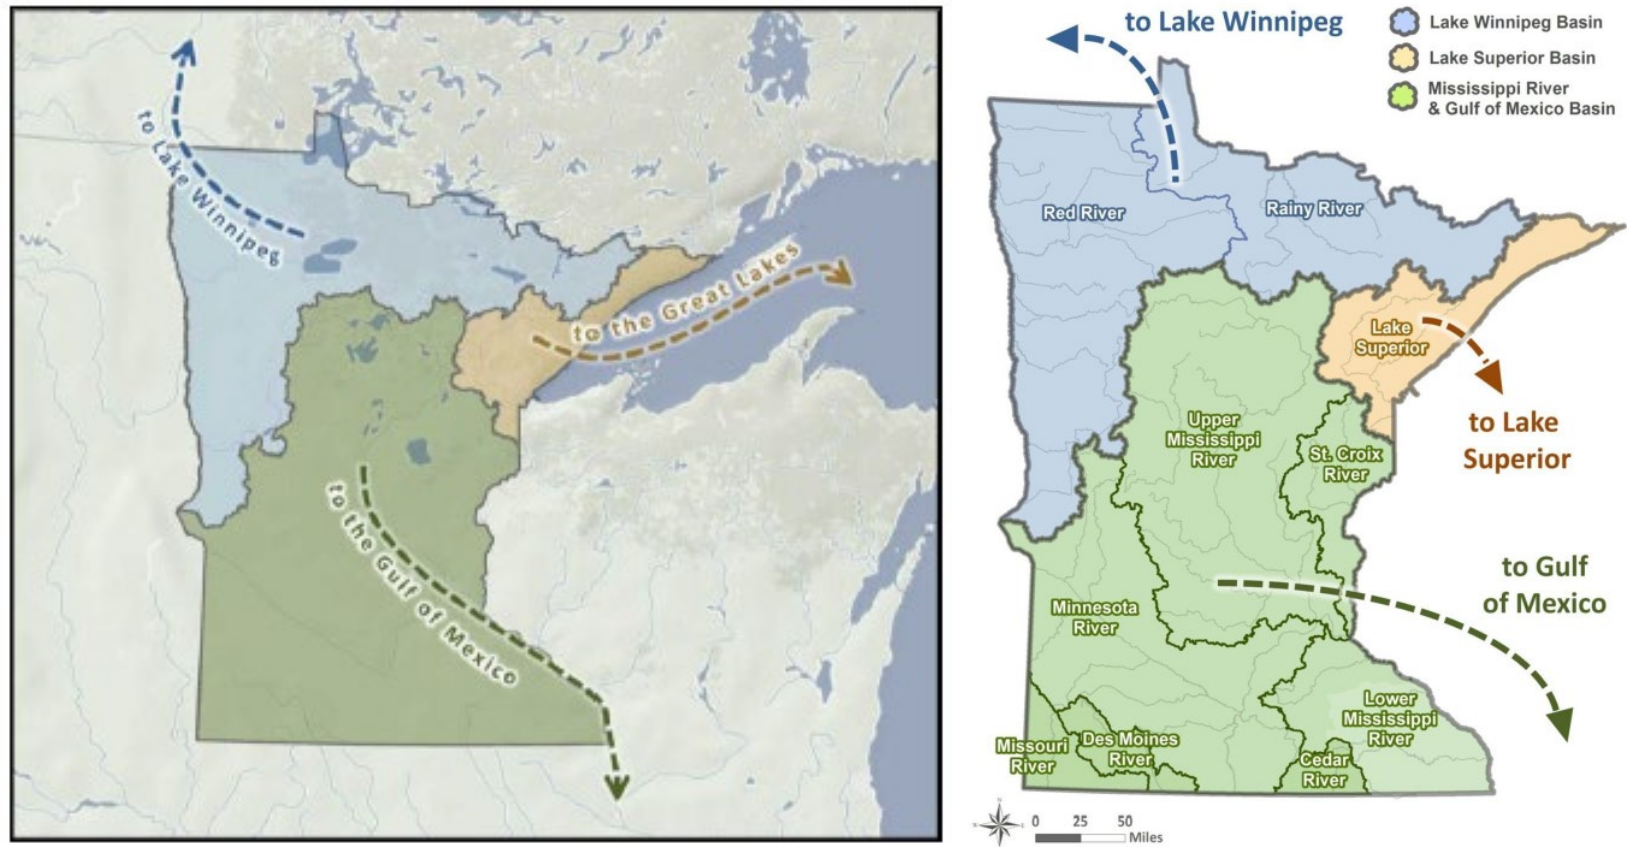 to Lake Winnipeg
to the Great Lakes
to the Gulf of Mexico
to Lake Winnipeg
Lake Winnipeg Basin
Lake Superior Basin
Mississippi River
& Gulf of Mexico Basin
Red River
Rainy River
Lake
Superior
to Lake
Superior
Upper
Mississippi
River
St. Croix
River
to Gulf
of Mexico
Minnesota
River
Lower
Mississippi
River
Missouri
River
Des Moines
River
Cedar
River
N
0 25 50
Miles